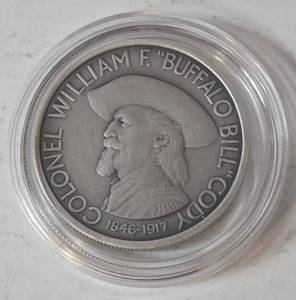 COLONEL WILLIAM F. "BUFFALO BILL" CODY
1846-1917